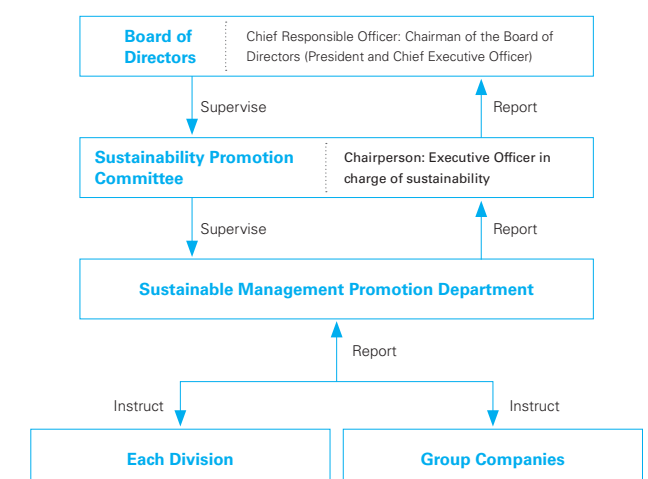 Board of
Directors
Chief Responsible Officer: Chairman of the Board of
Directors (President and Chief Executive Officer)
Supervise
Report
Sustainability Promotion
Committee
Chairperson: Executive Officer in
charge of sustainability
Supervise
Report
Sustainable Management Promotion Department
Report
Instruct
Instruct
Each Division
Group Companies